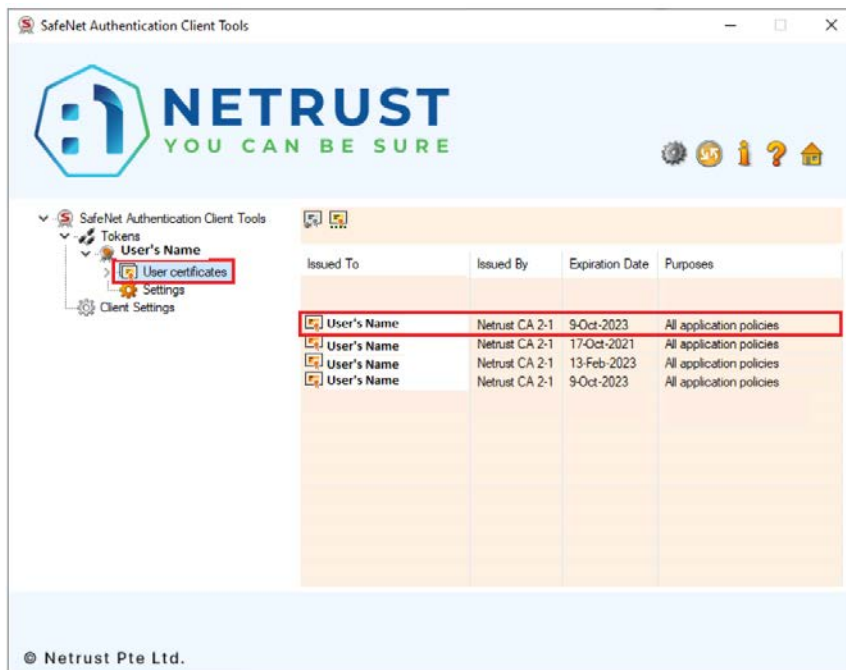 SafeNet Authentication Client Tools
NETRUST
YOU CAN BE SURE
SafeNet Authentication Client Tools
Tokens
User's Name
User certificates
Settings
Client Settings
Issued To Issued By Expiration Date Purposes
User's Name Netrust CA 2-1 9-Oct-2023 All application policies
User's Name Netrust CA 2-1 17-Oct-2021 All application policies
User's Name Netrust CA 2-1 13-Feb-2023 All application policies
User's Name Netrust CA 2-1 9-Oct-2023 All application policies
© Netrust Pte Ltd.